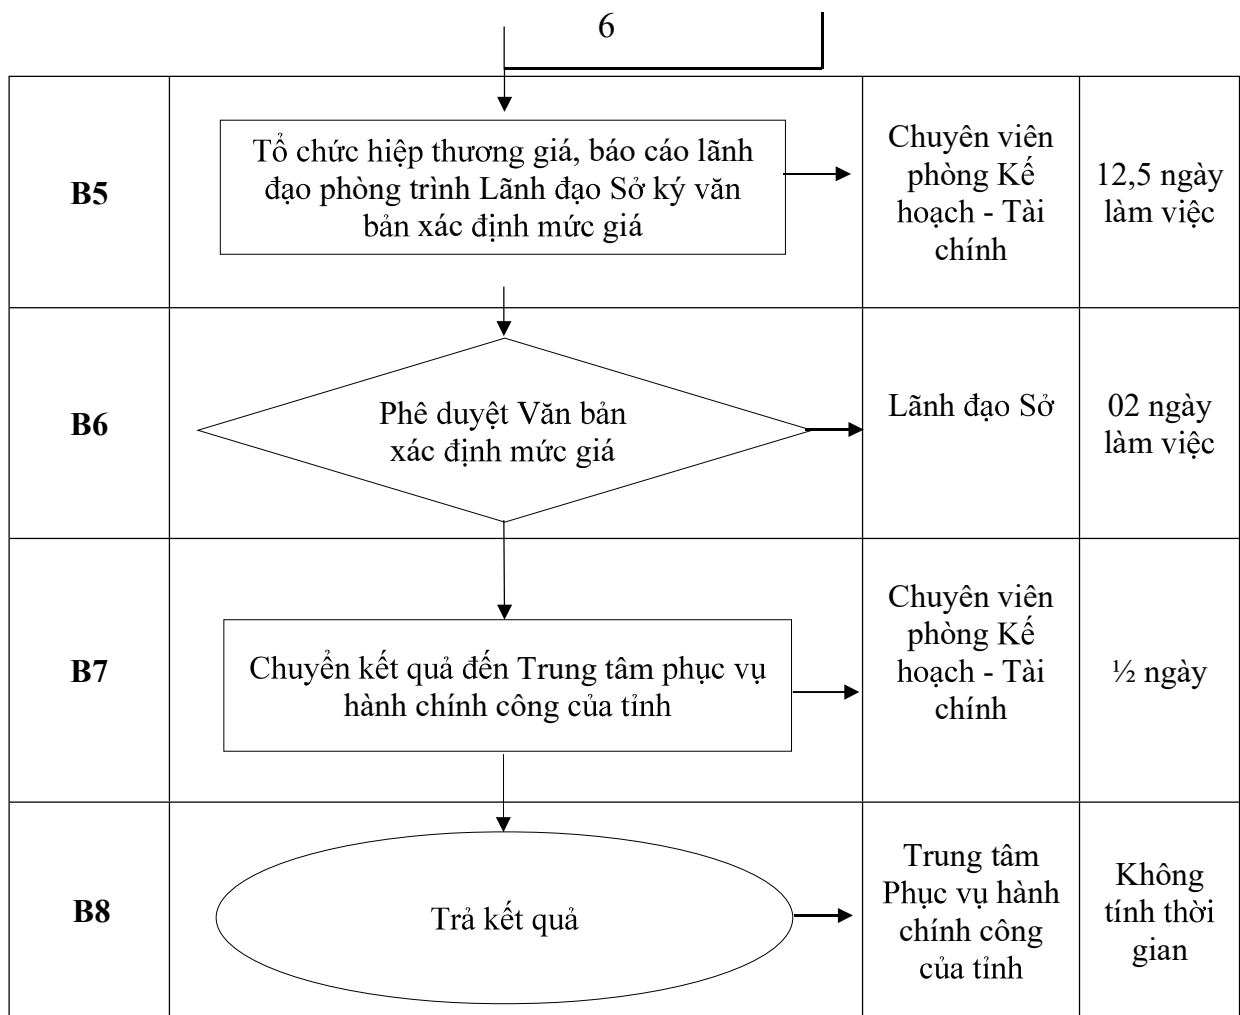 6
B5
Tổ chức hiệp thương giá, báo cáo lãnh
đạo phòng trình Lãnh đạo Sở ký văn
bản xác định mức giá
Chuyên viên
phòng Kế
hoạch - Tài
chính
12,5 ngày
làm việc
B6
Phê duyệt Văn bản
xác định mức giá
Lãnh đạo Sở
02 ngày
làm việc
B7
Chuyển kết quả đến Trung tâm phục vụ
hành chính công của tỉnh
Chuyên viên
phòng Kế
hoạch - Tài
chính
½ ngày
B8
Trả kết quả
Trung tâm
Phục vụ hành
chính công
của tỉnh
Không
tính thời
gian